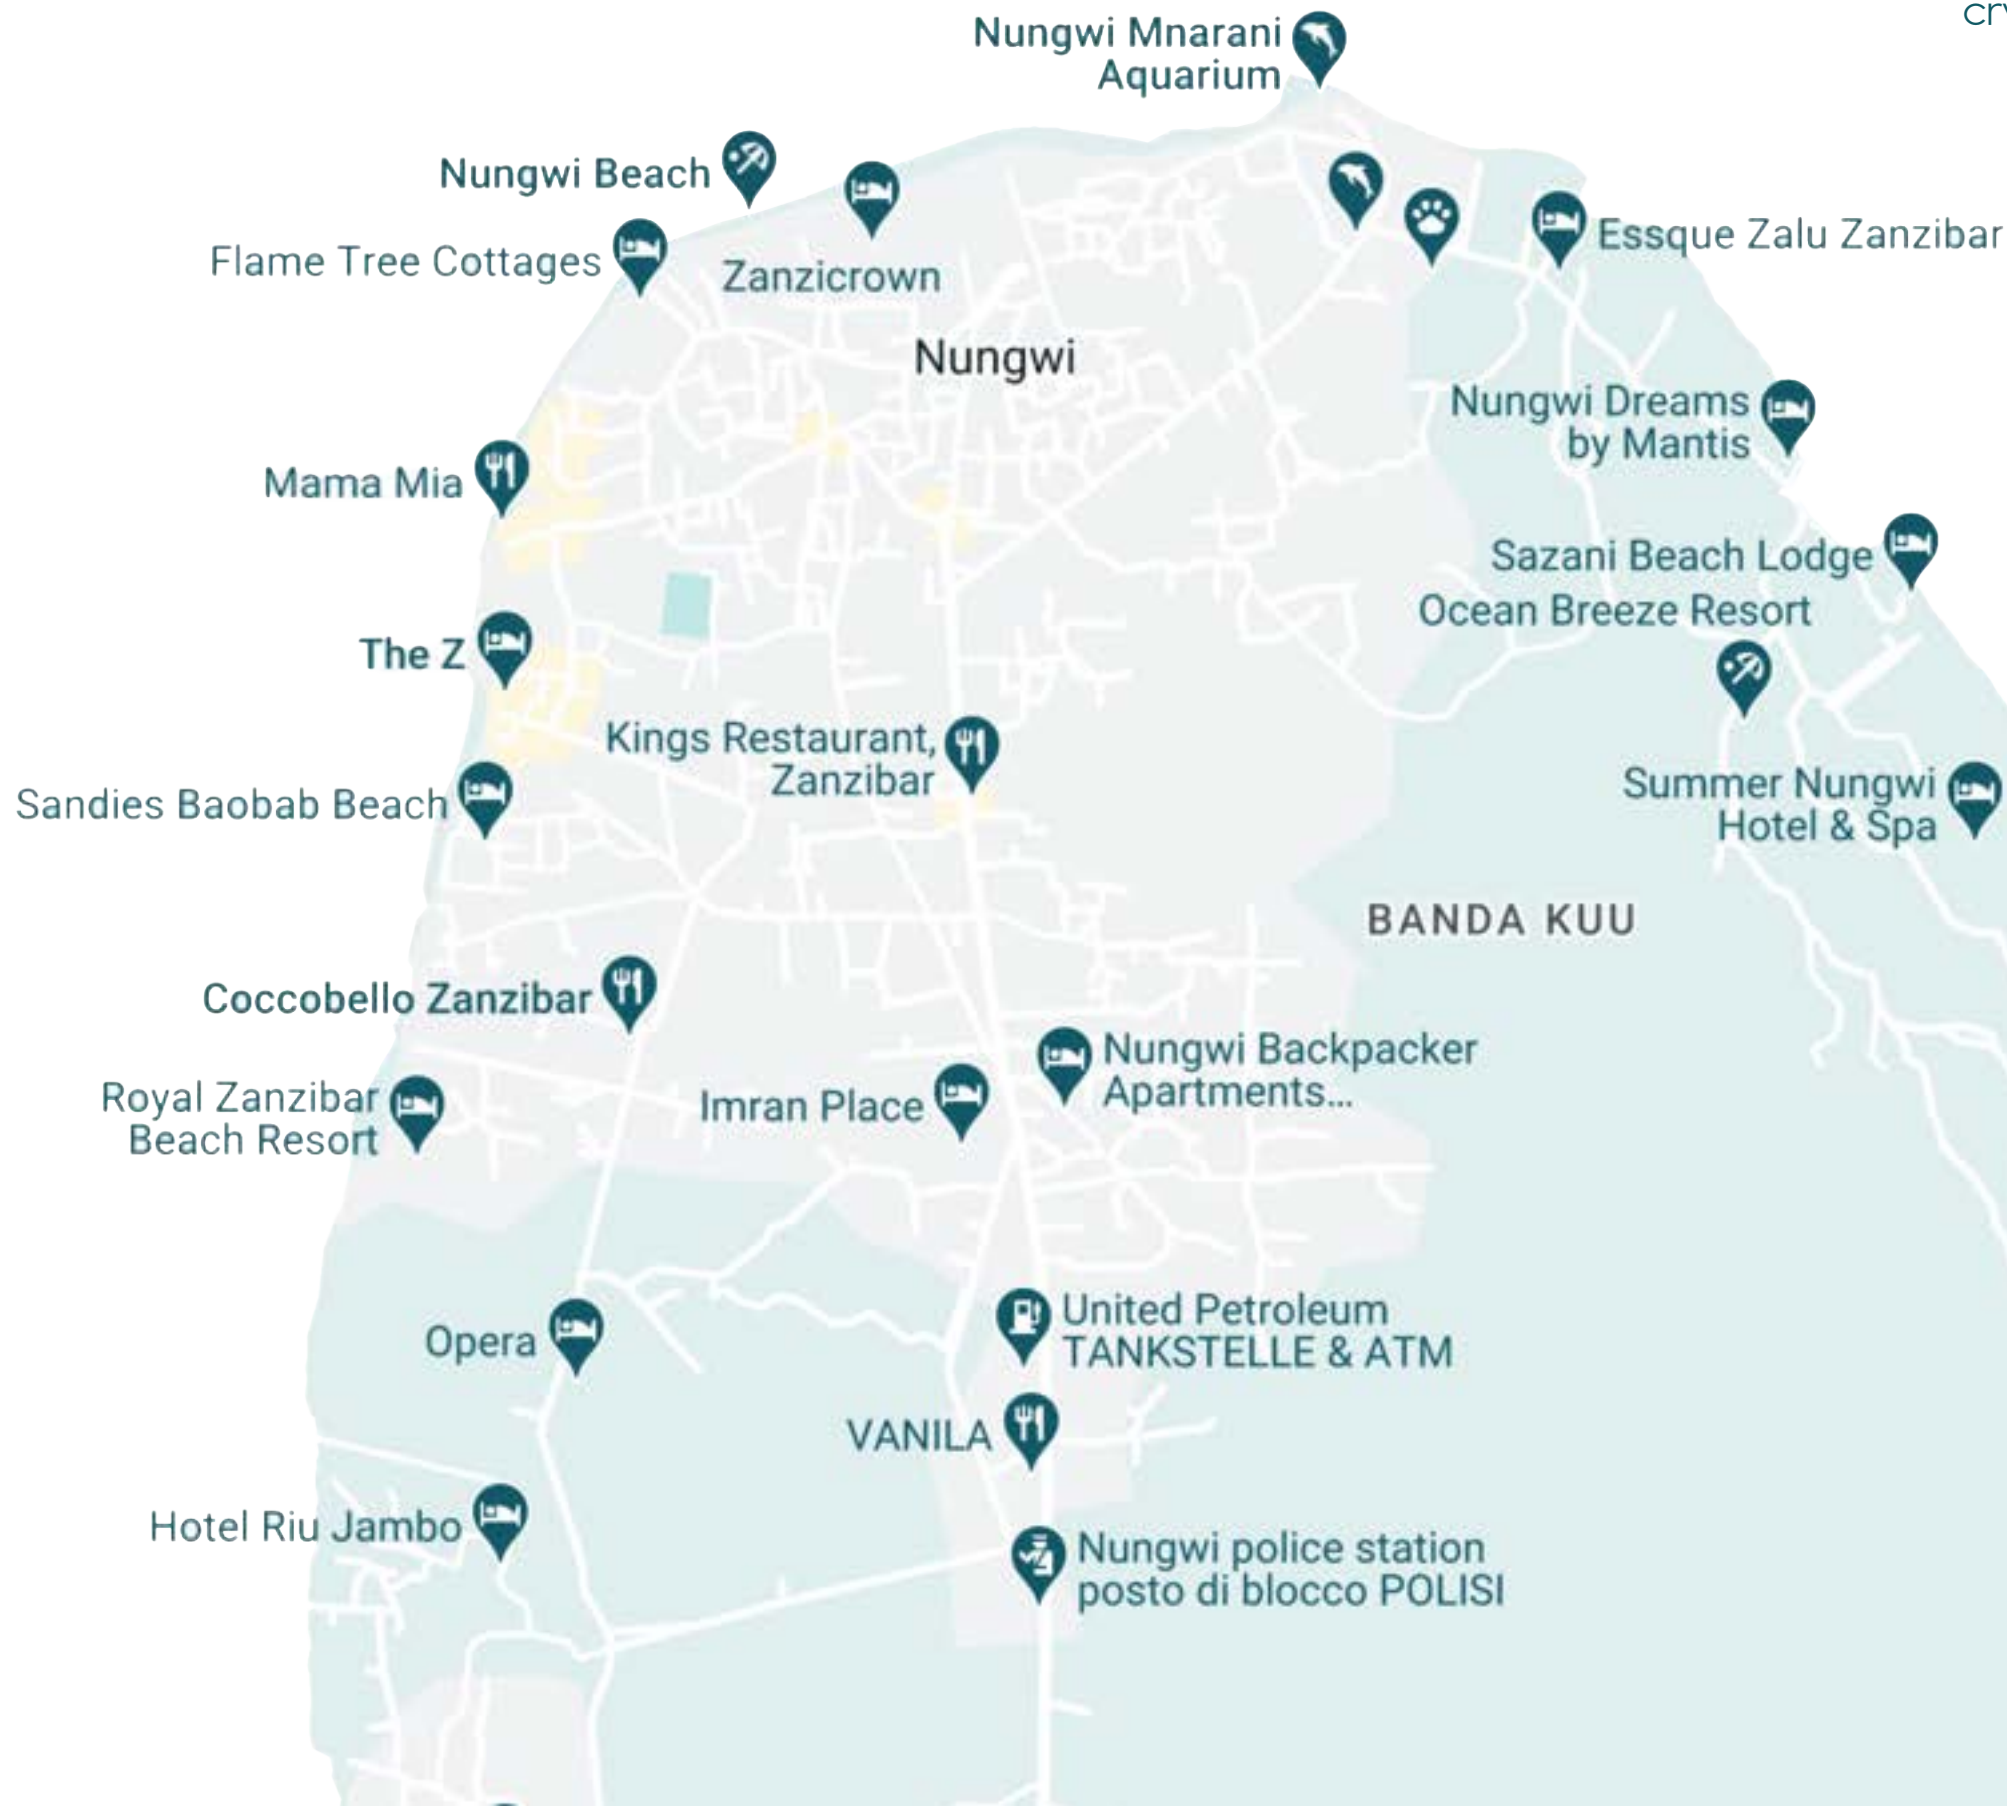 Nungwi Mnarani
Aquarium
Nungwi Beach
Flame Tree Cottages
Zanzicrown
Essque Zalu Zanzibar
Nungwi
Nungwi Dreams
by Mantis
Mama Mia
Sazani Beach Lodge
Ocean Breeze Resort
The Z
Kings Restaurant,
Zanzibar
Sandies Baobab Beach
Summer Nungwi
Hotel & Spa
BANDA KUU
Coccobello Zanzibar
Nungwi Backpacker
Apartments...
Royal Zanzibar
Beach Resort
Imran Place
United Petroleum
TANKSTELLE & ATM
Opera
VANILA
Hotel Riu Jambo
Nungwi police station
posto di blocco POLISI